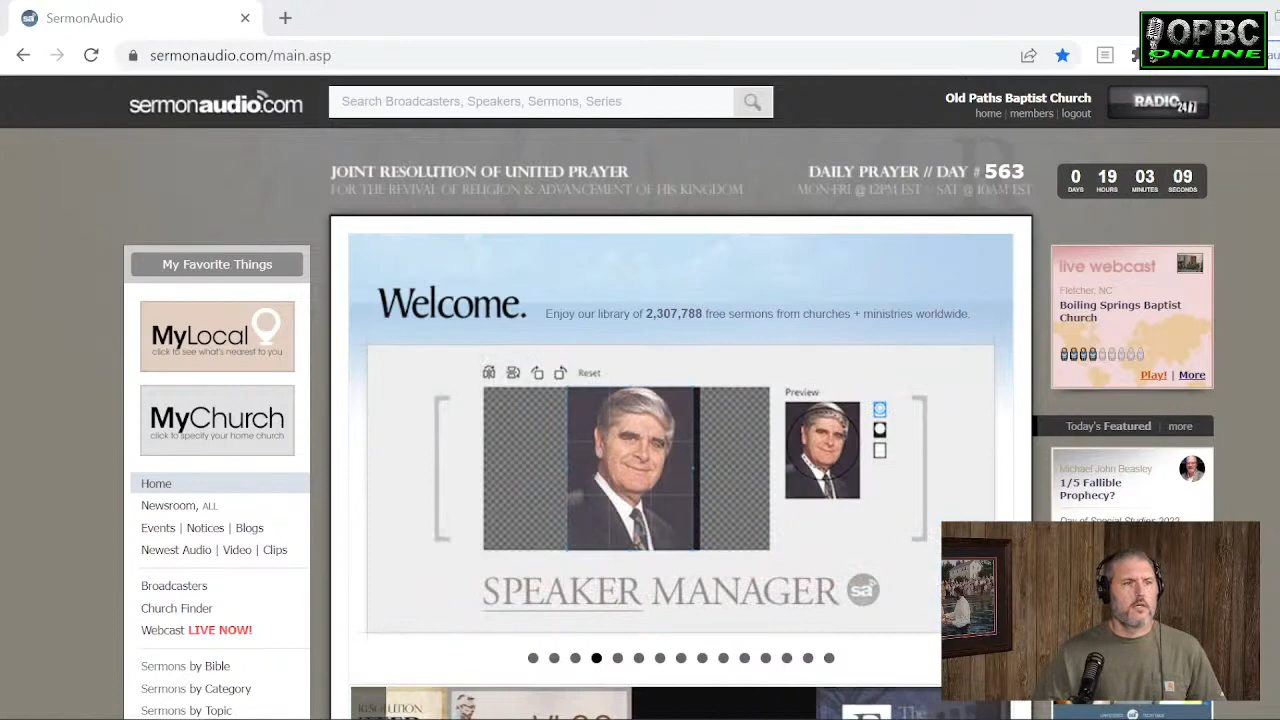 SermonAudio
sermonaudio.com/main.asp
OPBC
ONLINE
sermonaudio.com
Search Broadcasters, Speakers, Sermons, Series
Old Paths Baptist Church
home | members | logout
RADIO 24/7
JOINT RESOLUTION OF UNITED PRAYER
FOR THE REVIVAL OF RELIGION & ADVANCEMENT OF HIS KINGDOM
DAILY PRAYER // DAY # 563
MON-FRI @ 12PM EST - SAT @ 10AM EST
0 19 03 09
DAYS HOURS MINUTES SECONDS
My Favorite Things
MyLocal
click to see what's nearest to you
MyChurch
click to specify your home church
Home
Newsroom, ALL
Events | Notices | Blogs
Newest Audio | Video | Clips
Broadcasters
Church Finder
Webcast LIVE NOW!
Sermons by Bible
Sermons by Category
Sermons by Topic
Welcome.
Enjoy our library of 2,307,788 free sermons from churches + ministries worldwide.
Reset
Preview
SPEAKER MANAGER sa
live webcast
Fletcher, NC
Boiling Springs Baptist
Church
Play! | More
Today's Featured | more
Michael John Beasley
1/5 Fallible
Prophecy?
Day of Special Studies 2022
The